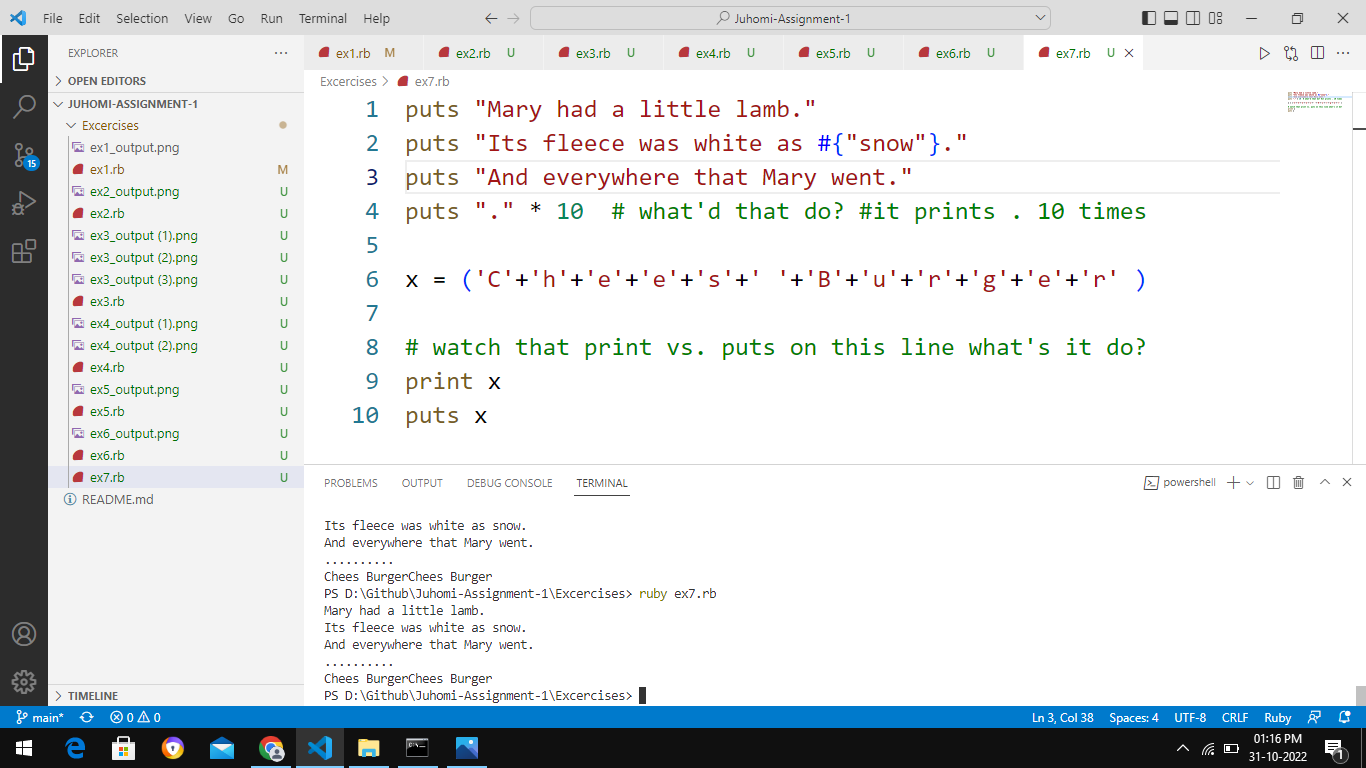 File Edit Selection View Go Run Terminal Help
Juhomi-Assignment-1
EXPLORER
OPEN EDITORS
JUHOMI-ASSIGNMENT-1
Excercises
ex1_output.png
ex1.rb M
ex2_output.png U
ex2.rb U
ex3_output (1).png U
ex3_output (2).png U
ex3_output (3).png U
ex3.rb U
ex4_output (1).png U
ex4_output (2).png U
ex4.rb U
ex5_output.png U
ex5.rb U
ex6_output.png U
ex6.rb U
ex7.rb U
README.md
TIMELINE
15
ex1.rb M ex2.rb U ex3.rb U ex4.rb U ex5.rb U ex6.rb U ex7.rb U
Excercises > ex7.rb
1 puts "Mary had a little lamb."
2 puts "Its fleece was white as #{"snow"}."
3 puts "And everywhere that Mary went."
4 puts "." * 10  # what'd that do? #it prints . 10 times
5
6 x = ('C'+'h'+'e'+'e'+'s'+' '+'B'+'u'+'r'+'g'+'e'+'r' )
7
8 # watch that print vs. puts on this line what's it do?
9 print x
10 puts x
PROBLEMS OUTPUT DEBUG CONSOLE TERMINAL
powershell
Its fleece was white as snow.
And everywhere that Mary went.
..........
Chees BurgerChees Burger
PS D:\Github\Juhomi-Assignment-1\Excercises> ruby ex7.rb
Mary had a little lamb.
Its fleece was white as snow.
And everywhere that Mary went.
..........
Chees BurgerChees Burger
PS D:\Github\Juhomi-Assignment-1\Excercises>
main* 0 0
Ln 3, Col 38 Spaces: 4 UTF-8 CRLF Ruby
01:16 PM
31-10-2022
1